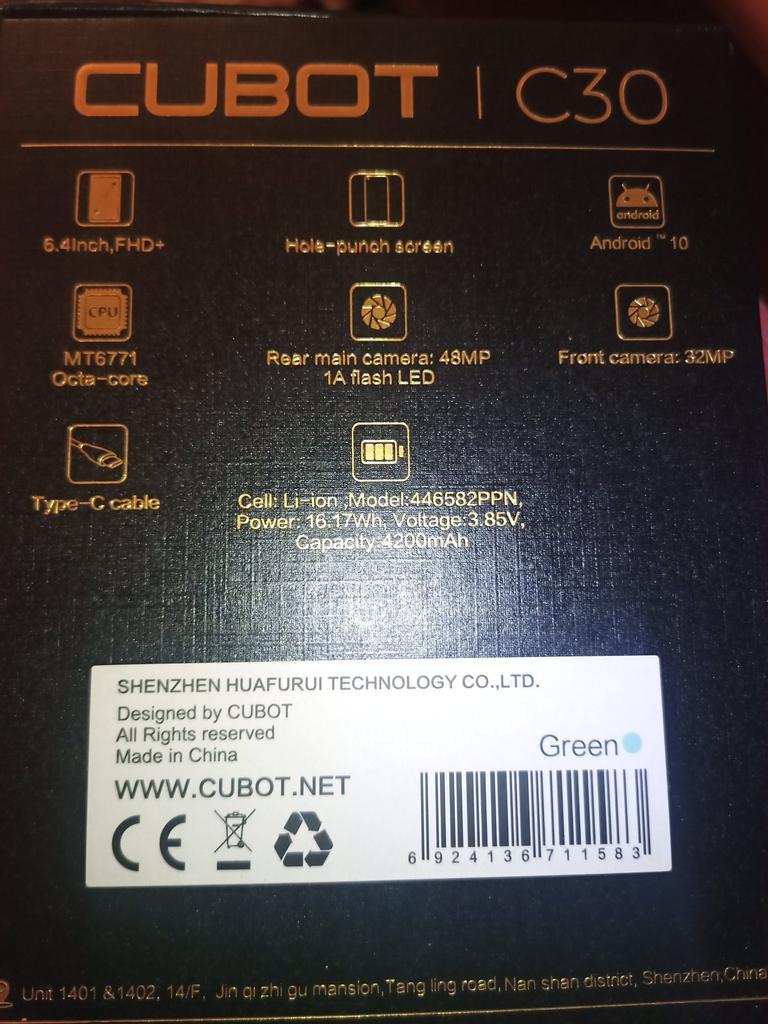 CUBOT | C30
6.4Inch,FHD+
Hole-punch screen
android
Android™ 10
CPU
MT6771
Octa-core
Rear main camera: 48MP
1A flash LED
Front camera: 32MP
Type-C cable
Cell: Li-ion ,Model:446582PPN,
Power: 16.17Wh, Voltage:3.85V,
Capacity:4200mAh
SHENZHEN HUAFURUI TECHNOLOGY CO.,LTD.
Designed by CUBOT
All Rights reserved
Made in China
Green
WWW.CUBOT.NET
CE
6 924136 711583
Unit 1401 &1402, 14/F, Jin qi zhi gu mansion,Tang ling road,Nan shan district, Shenzhen,China